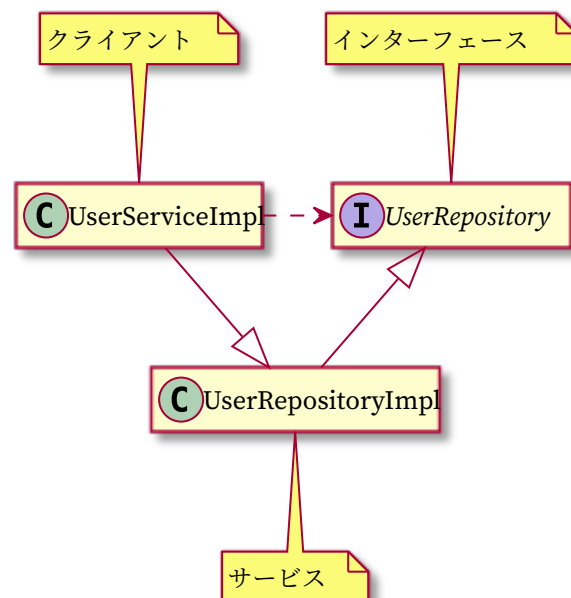 クライアント
インターフェース
C UserServiceImpl
I UserRepository
C UserRepositoryImpl
サービス